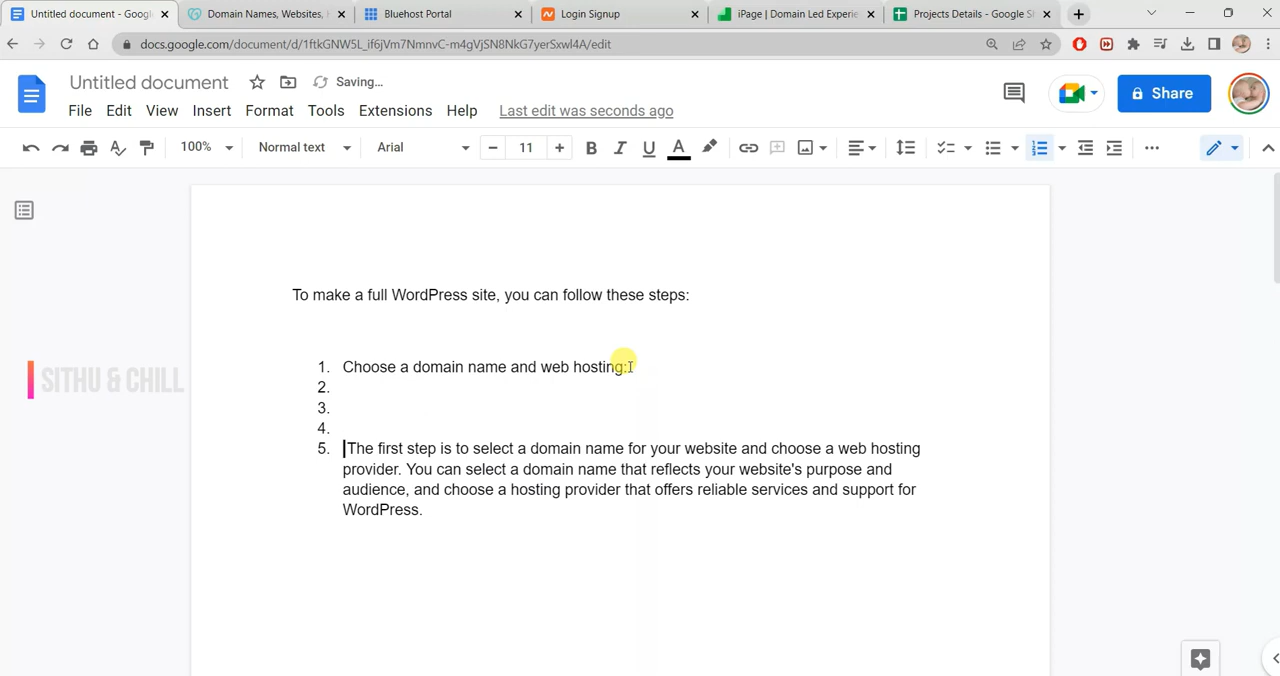 Untitled document - Googl
Domain Names, Websites, H
Bluehost Portal
Login Signup
iPage | Domain Led Experie
Projects Details - Google Sh
docs.google.com/document/d/1ftkGNW5L_if6jVm7NmnvC-m4gVjSN8NkG7yerSxwl4A/edit
Untitled document
Saving...
File Edit View Insert Format Tools Extensions Help Last edit was seconds ago
Share
100% Normal text Arial 11 B I U A
To make a full WordPress site, you can follow these steps:
1. Choose a domain name and web hosting:
SITHU & CHILL
2.
3.
4.
5. The first step is to select a domain name for your website and choose a web hosting
provider. You can select a domain name that reflects your website's purpose and
audience, and choose a hosting provider that offers reliable services and support for
WordPress.